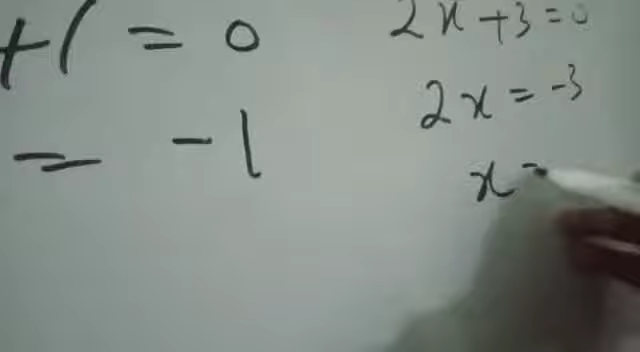 +1 = 0
= -1
2x+3=0
2x = -3
x =